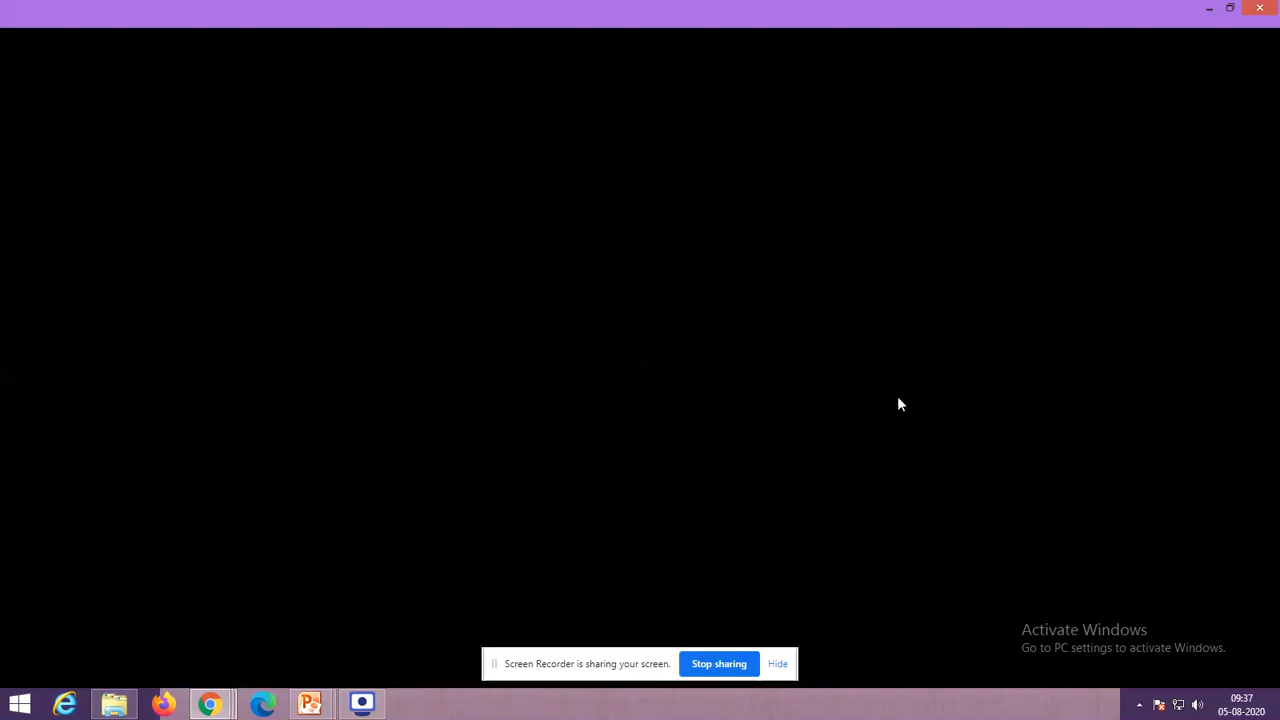 Activate Windows
Go to PC settings to activate Windows.
Screen Recorder is sharing your screen.
Stop sharing
Hide
09:37
05-08-2020